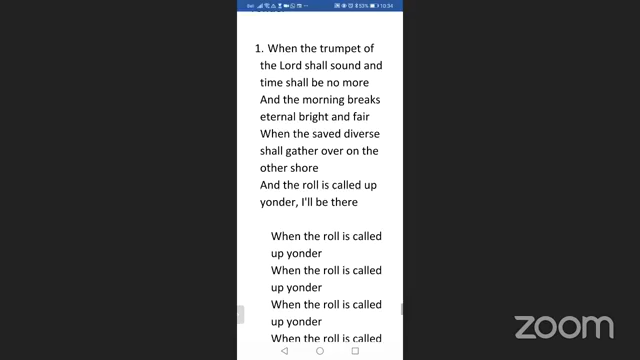 53% 10:34
1. When the trumpet of
the Lord shall sound and
time shall be no more
And the morning breaks
eternal bright and fair
When the saved diverse
shall gather over on the
other shore
And the roll is called up
yonder, I'll be there
When the roll is called
up yonder
When the roll is called
up yonder
When the roll is called
up yonder
When the roll is called
zoom